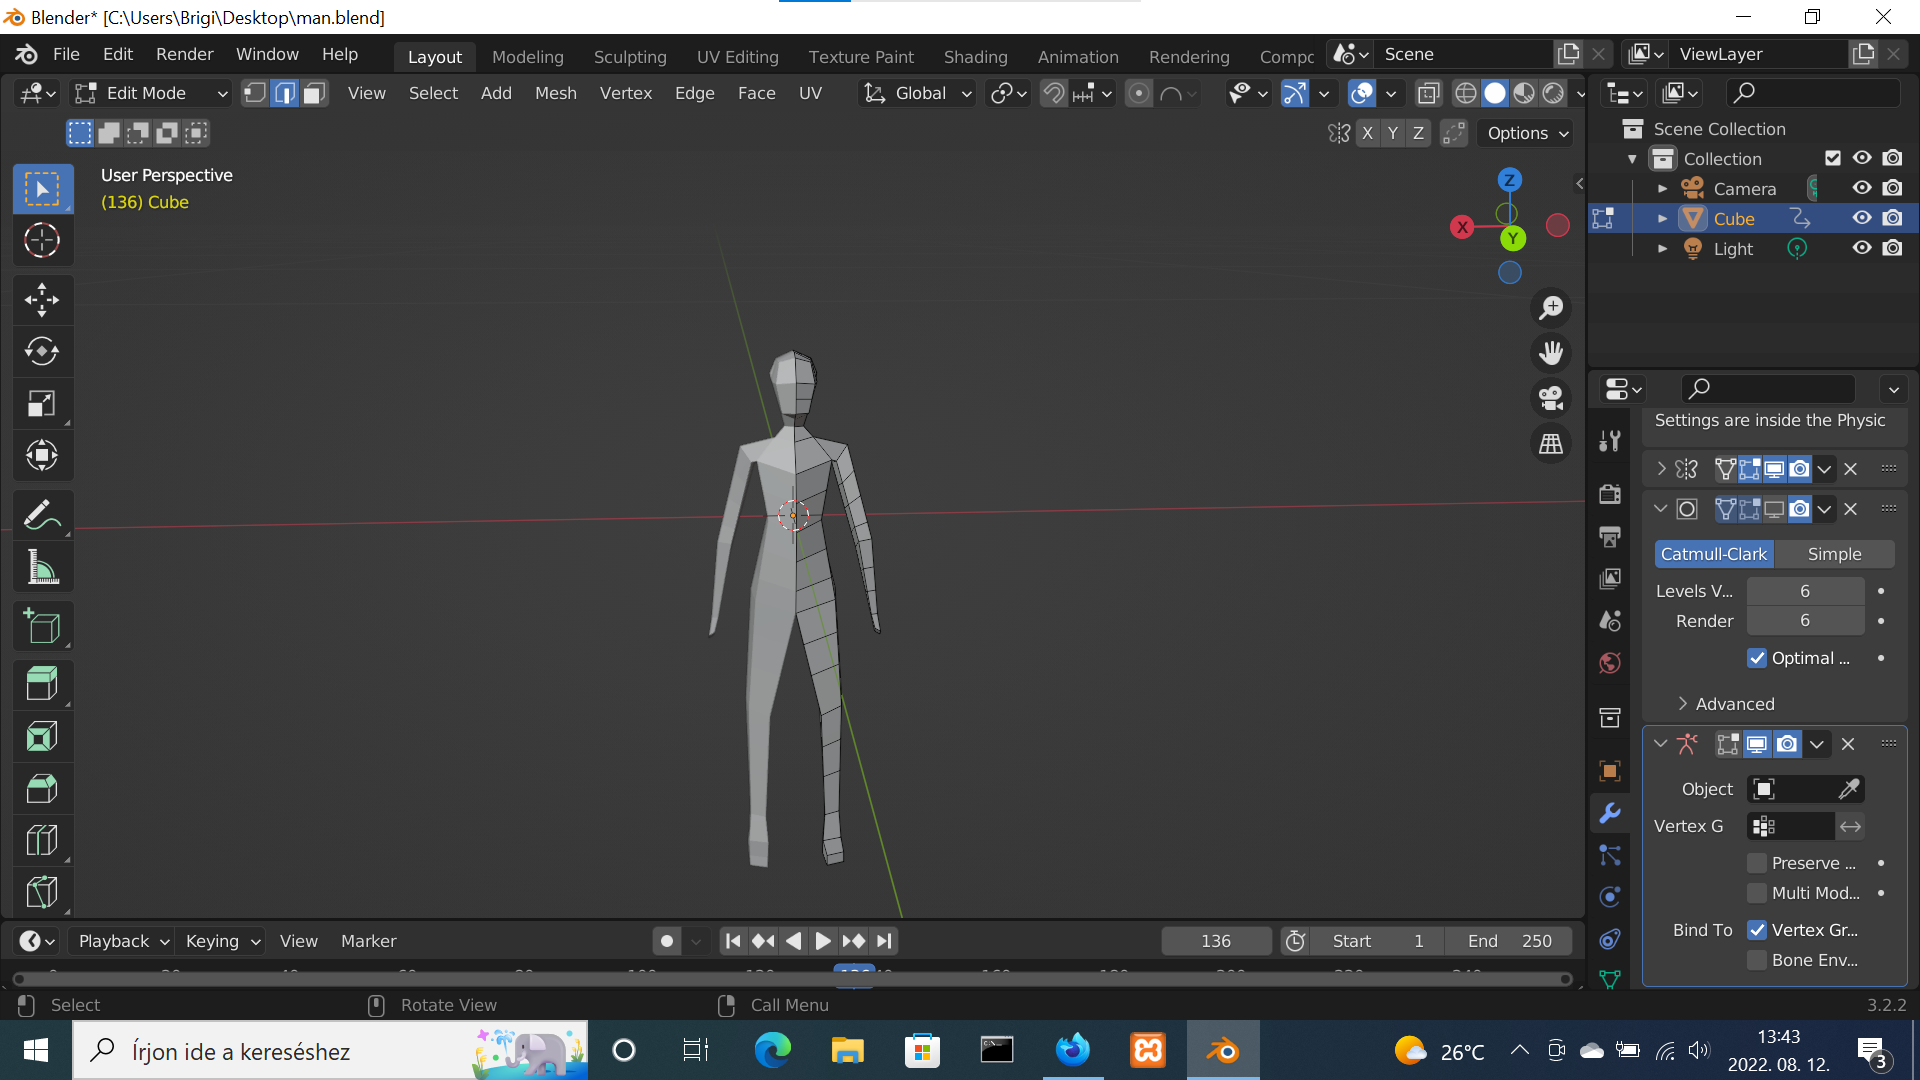 Blender* [C:\Users\Brigi\Desktop\man.blend]
File Edit Render Window Help Layout Modeling Sculpting UV Editing Texture Paint Shading Animation Rendering Compc Scene ViewLayer
Edit Mode View Select Add Mesh Vertex Edge Face UV Global
X Y Z Options
User Perspective
(136) Cube
Z
X
Y
Scene Collection
Collection
Camera
Cube
Light
Settings are inside the Physic
Catmull-Clark Simple
Levels V... 6
Render 6
Optimal ...
Advanced
Object
Vertex G
Preserve ...
Multi Mod...
Bind To Vertex Gr...
Bone Env...
Playback Keying View Marker 136 Start 1 End 250
Select Rotate View Call Menu 3.2.2
Írjon ide a kereséshez
26°C
13:43
2022. 08. 12.
3